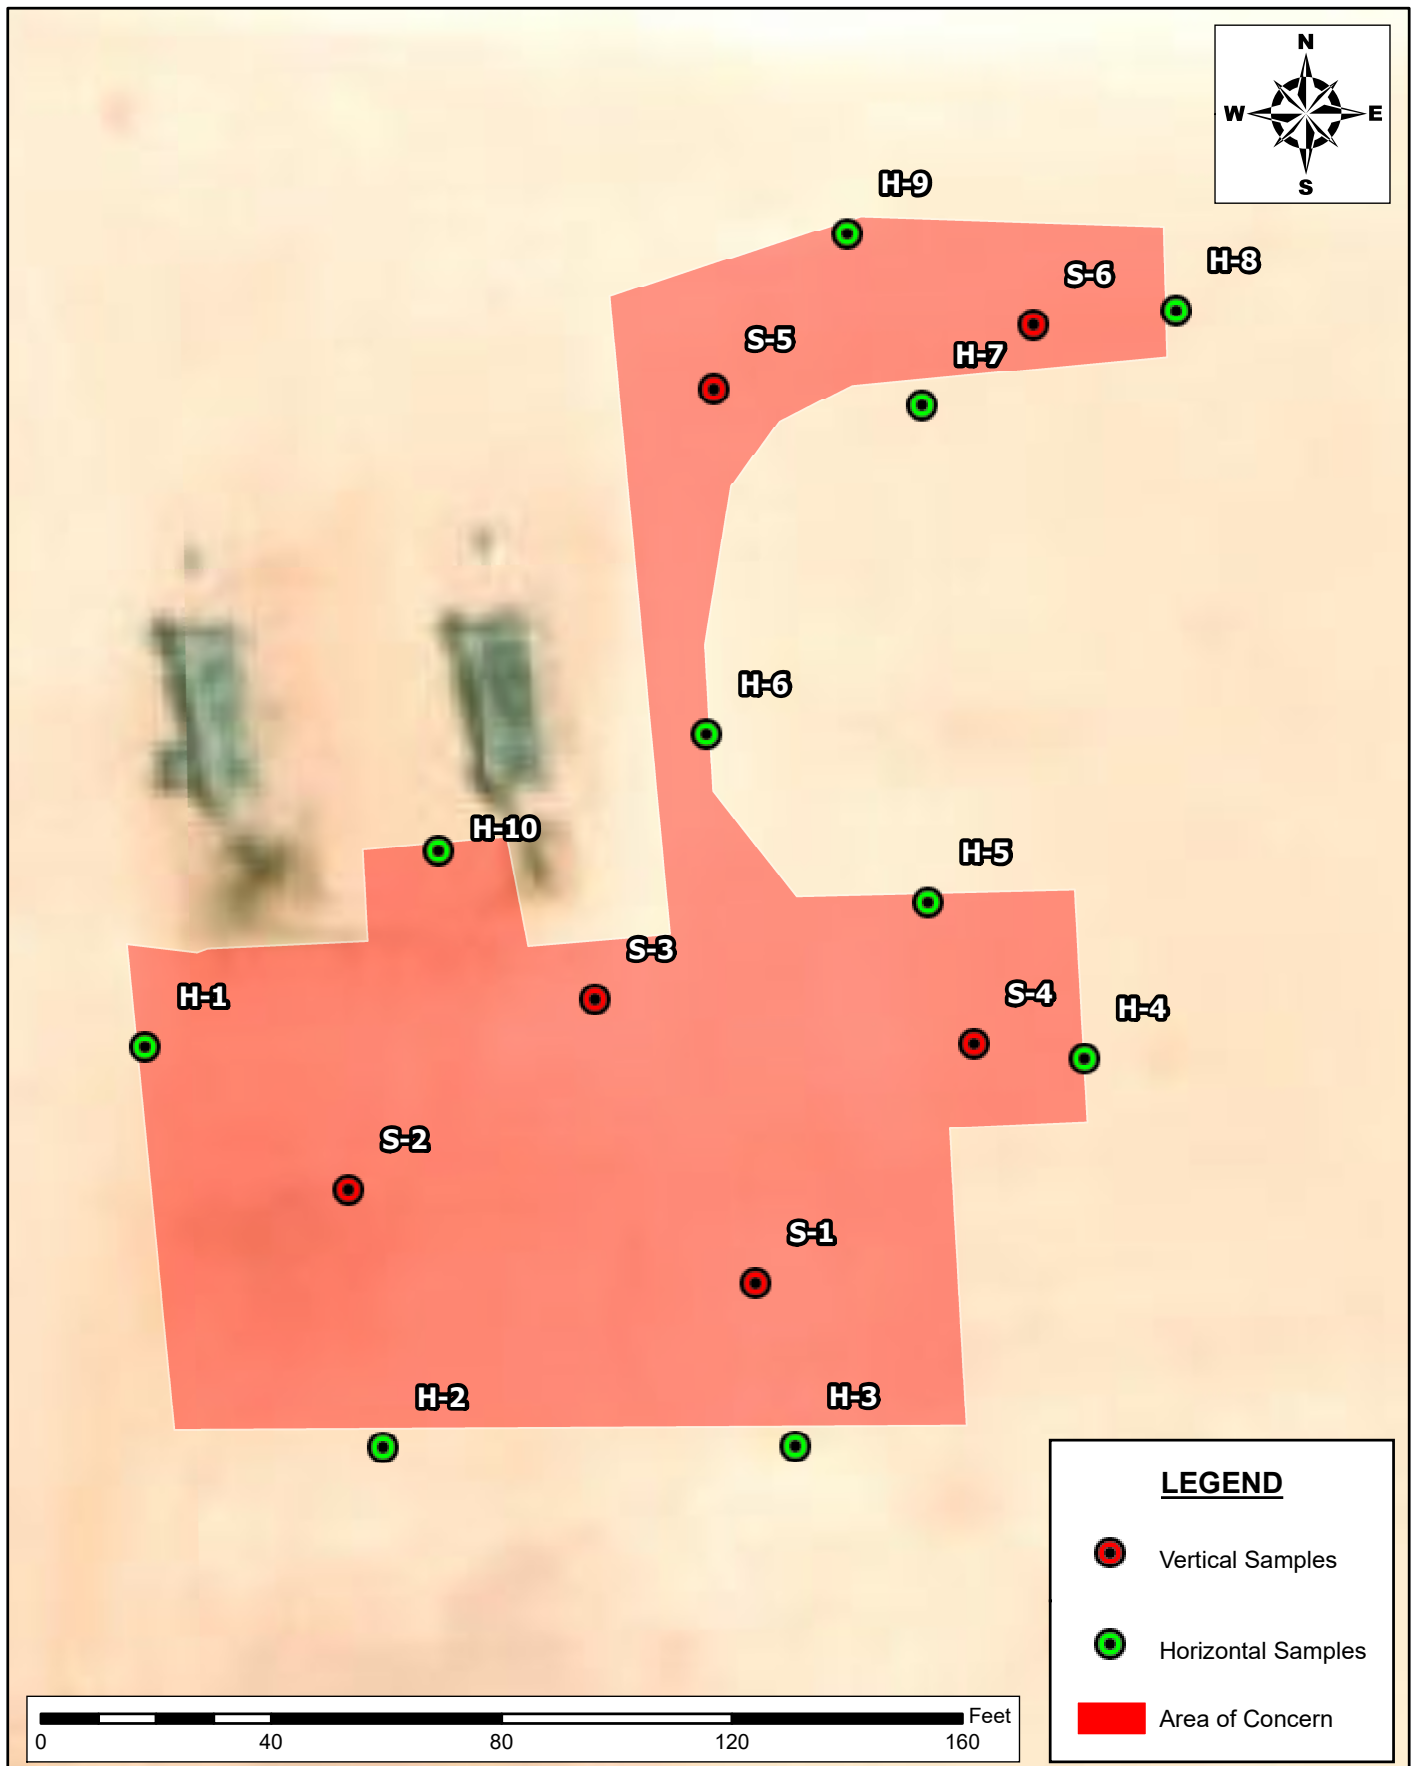 N
W E
S
H-9
H-8
S-6
S-5
H-7
H-6
H-10
H-5
S-3
H-1
S-4
H-4
S-2
S-1
H-2
H-3
LEGEND
Vertical Samples
Horizontal Samples
Area of Concern
Feet
0 40 80 120 160